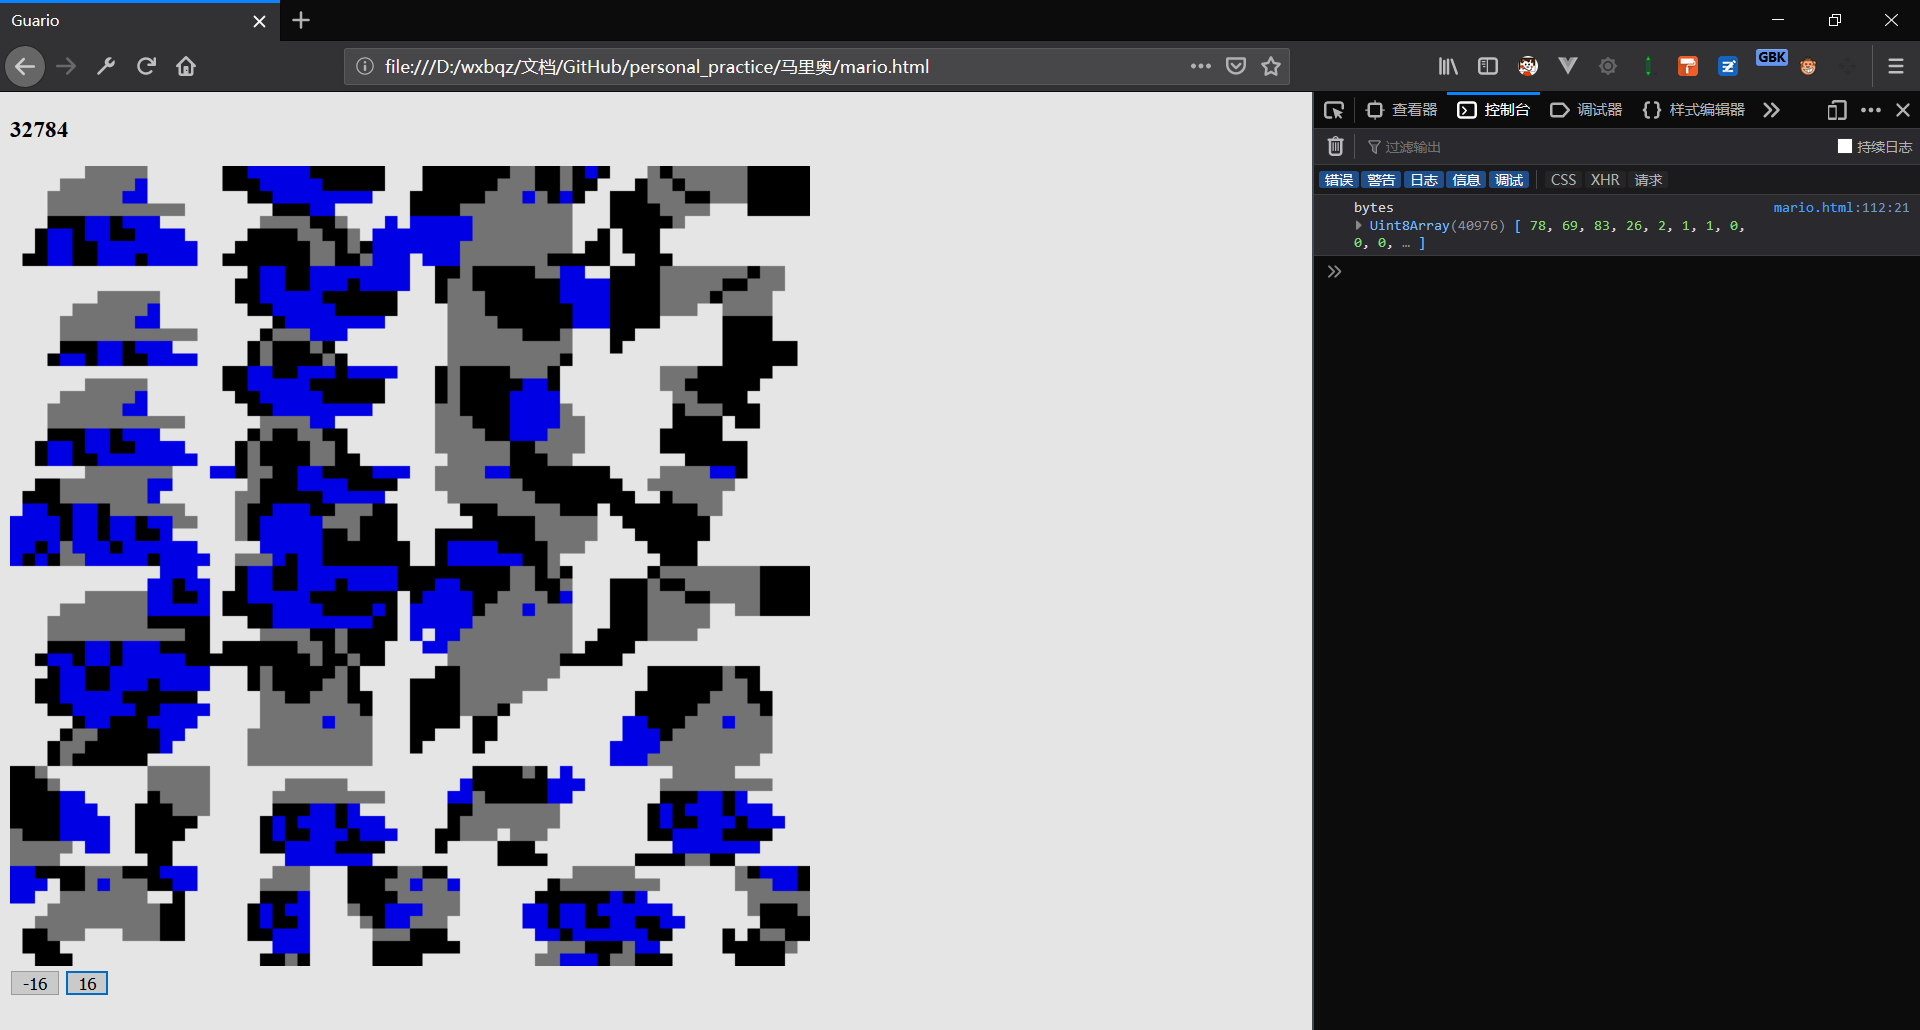 Guario
file:///D:/wxbqz/文档/GitHub/personal_practice/马里奥/mario.html
GBK
32784
查看器 控制台 调试器 样式编辑器
过滤输出 持续日志
错误 警告 日志 信息 调试 CSS XHR 请求
bytes mario.html:112:21
Uint8Array(40976) [ 78, 69, 83, 26, 2, 1, 1, 0,
0, 0, … ]
-16 16